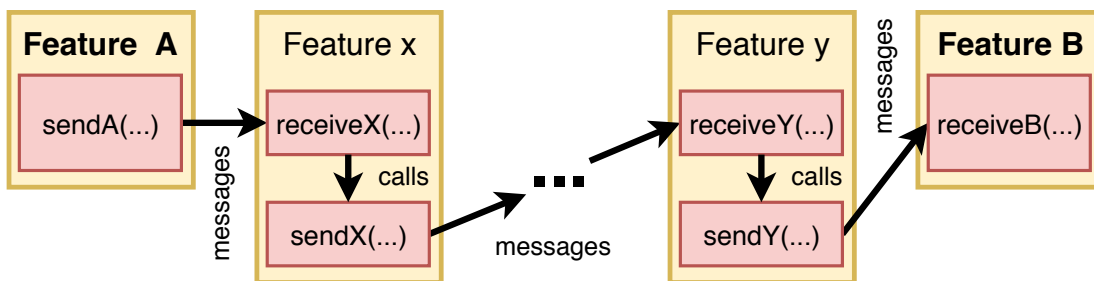 Feature A
sendA(...)
messages
Feature x
receiveX(...)
calls
sendX(...)
messages
...
Feature y
receiveY(...)
calls
sendY(...)
messages
Feature B
receiveB(...)